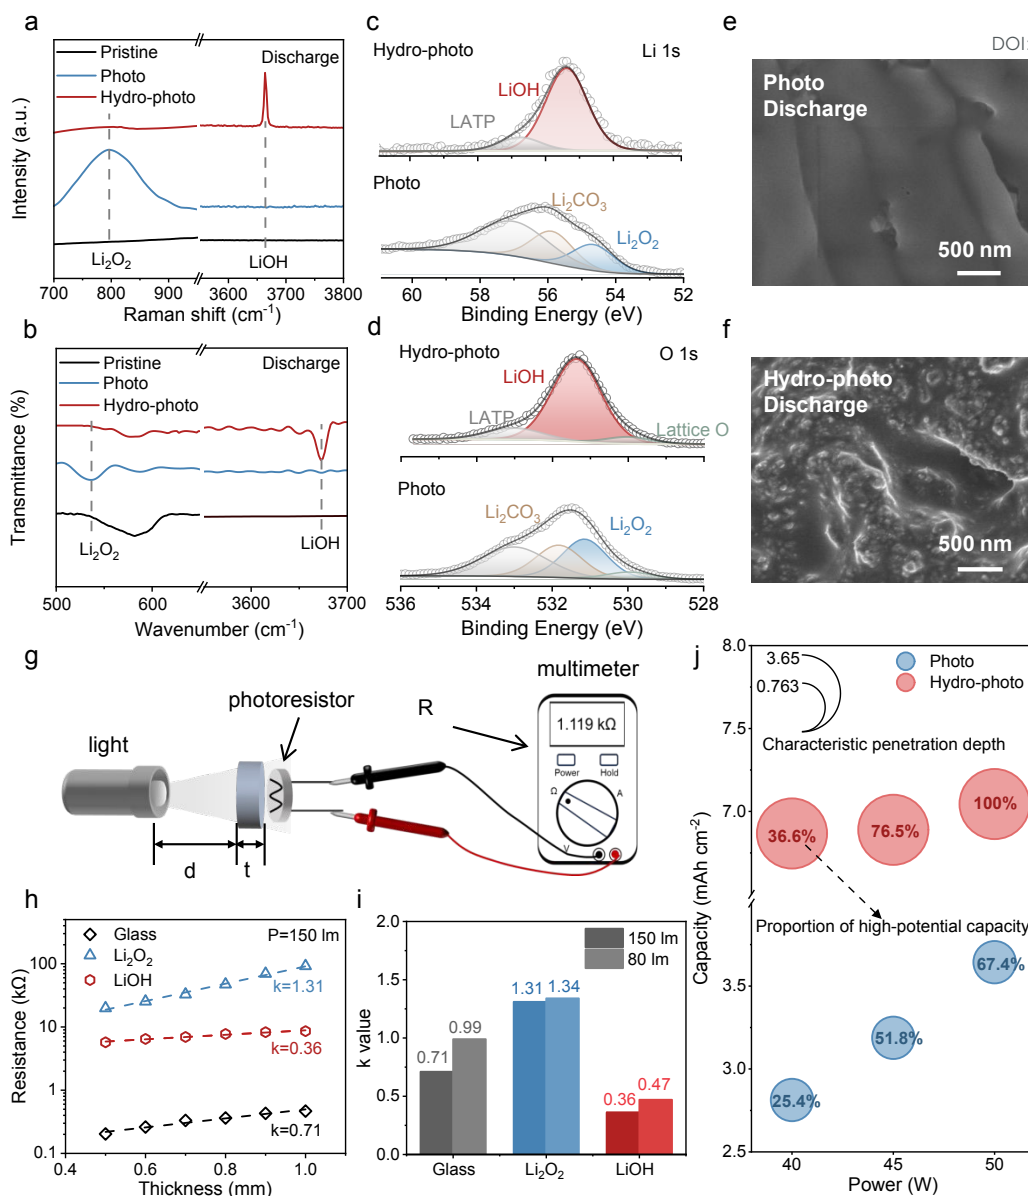 a
Pristine
Photo
Hydro-photo
Discharge
Intensity (a.u.)
Li₂O₂
LiOH
700 800 900 3600 3700 3800
Raman shift (cm⁻¹)
b
Pristine
Photo
Hydro-photo
Discharge
Transmittance (%)
Li₂O₂
LiOH
500 600 3600 3700
Wavenumber (cm⁻¹)
c
Hydro-photo
Li 1s
LiOH
LATP
Photo
Li₂CO₃
Li₂O₂
60 58 56 54 52
Binding Energy (eV)
d
Hydro-photo
O 1s
LiOH
LATP
Lattice O
Photo
Li₂CO₃
Li₂O₂
536 534 532 530 528
Binding Energy (eV)
e
DOI:
Photo
Discharge
500 nm
f
Hydro-photo
Discharge
500 nm
g
light
photoresistor
R
multimeter
1.119 kΩ
Power Hold
Ω A
V
d t
h
Glass
Li₂O₂
LiOH
P=150 lm
k=1.31
k=0.36
k=0.71
Resistance (kΩ)
100
10
1
0.1
0.4 0.6 0.8 1.0
Thickness (mm)
i
150 lm
80 lm
k value
2.0
1.5
1.0
0.5
0.0
0.71 0.99
1.31 1.34
0.36 0.47
Glass Li₂O₂ LiOH
j
3.65
0.763
Photo
Hydro-photo
Characteristic penetration depth
36.6% 76.5% 100%
Proportion of high-potential capacity
25.4% 51.8% 67.4%
Capacity (mAh cm⁻²)
8.0
7.5
7.0
3.5
3.0
2.5
40 45 50
Power (W)